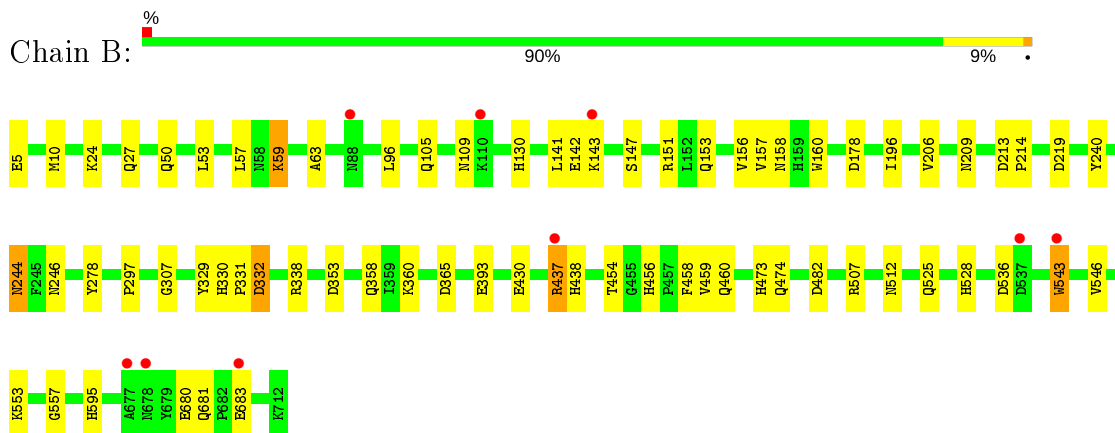 %
Chain B:
90%
9%
•
E5 M10 K24 Q27 Q50 L53 L57 N58 K59 A63 N88 L96 Q105 N109 K110 H130 L141 E142 K143 S147 R151 L152 Q153 V156 V157 N158 H159 W160 D178 I196 V206 N209 D213 P214 D219 Y240
N244 F245 N246 Y278 P297 G307 Y329 H330 P331 D332 R338 D353 Q358 I359 K360 D365 E393 E430 R437 H438 T454 G455 H456 P457 F458 V459 Q460 H473 Q474 D482 R507 N512 Q525 H528 D536 D537 W543 V546
K553 G557 H595 A677 N678 Y679 E680 Q681 P682 E683 K712